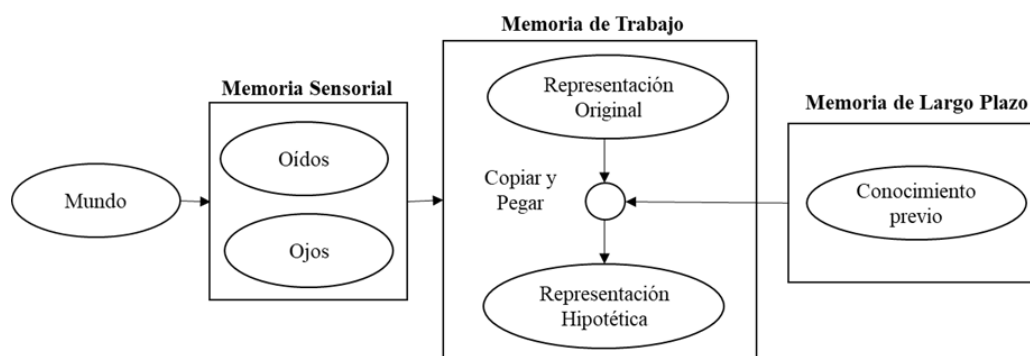 Memoria de Trabajo
Memoria Sensorial
Representación
Original
Memoria de Largo Plazo
Oídos
Mundo
Copiar y
Pegar
Conocimiento
previo
Ojos
Representación
Hipotética